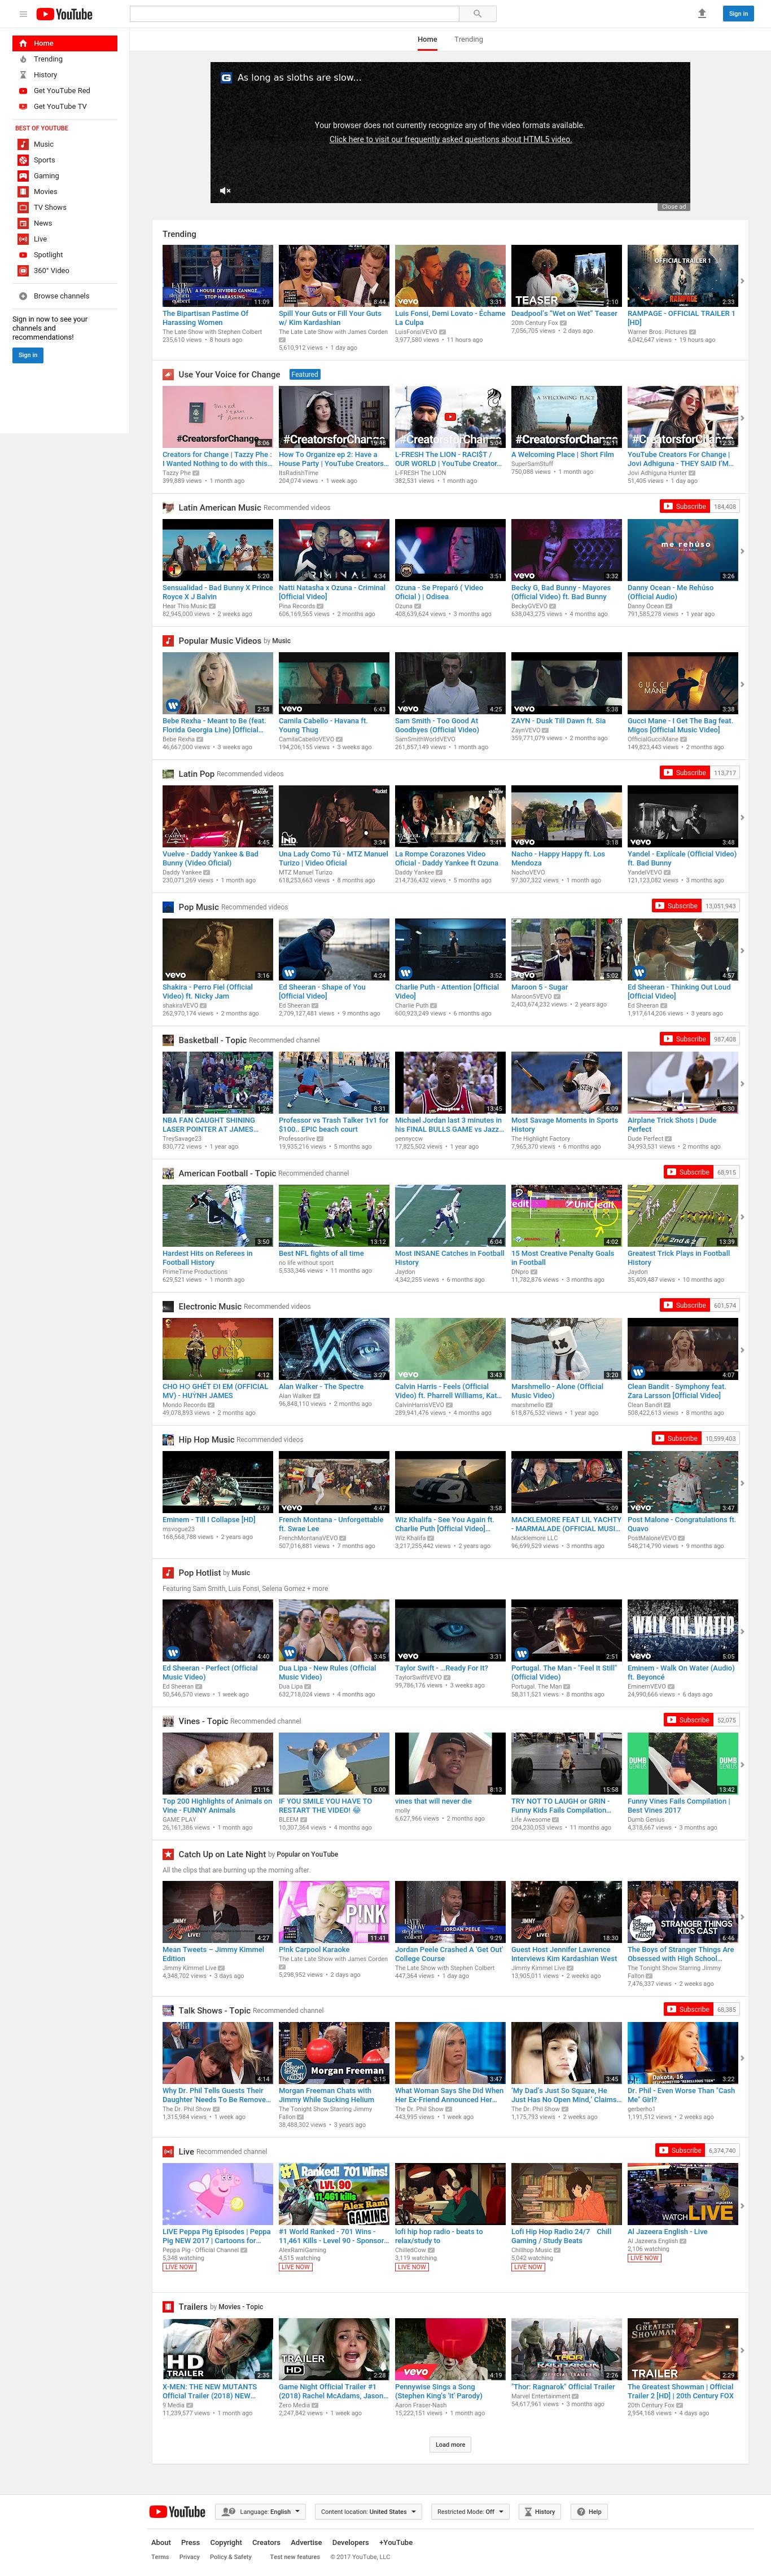 YouTube
Sign in
Home
Trending
History
Get YouTube Red
Get YouTube TV
BEST OF YOUTUBE
Music
Sports
Gaming
Movies
TV Shows
News
Live
Spotlight
360° Video
Browse channels
Sign in now to see your
channels and
recommendations!
Sign in
Home
Trending
As long as sloths are slow...
Your browser does not currently recognize any of the video formats available.
Click here to visit our frequently asked questions about HTML5 video.
Close ad
Trending
The Bipartisan Pastime Of
Harassing Women
The Late Show with Stephen Colbert
235,610 views • 8 hours ago
Spill Your Guts or Fill Your Guts
w/ Kim Kardashian
The Late Late Show with James Corden
5,610,912 views • 1 day ago
Luis Fonsi, Demi Lovato - Échame
La Culpa
LuisFonsiVEVO
3,977,580 views • 11 hours ago
Deadpool's "Wet on Wet" Teaser
20th Century Fox
7,056,705 views • 2 days ago
RAMPAGE - OFFICIAL TRAILER 1
[HD]
Warner Bros. Pictures
4,042,647 views • 19 hours ago
Use Your Voice for Change Featured
Creators for Change | Tazzy Phe :
I Wanted Nothing to do with this...
Tazzy Phe
399,889 views • 1 month ago
How To Organize ep 2: Have a
House Party | YouTube Creators...
ItsRadishTime
204,074 views • 1 week ago
L-FRESH The LION - RACI$T /
OUR WORLD | YouTube Creator...
L-FRESH The LION
382,531 views • 1 month ago
A Welcoming Place | Short Film
SuperSamStuff
750,088 views • 1 month ago
YouTube Creators For Change |
Jovi Adhiguna - THEY SAID I'M...
Jovi Adhiguna Hunter
51,405 views • 1 day ago
Latin American Music Recommended videos
Subscribe 184,408
Sensualidad - Bad Bunny X Prince
Royce X J Balvin
Hear This Music
82,945,000 views • 2 weeks ago
Natti Natasha x Ozuna - Criminal
[Official Video]
Pina Records
606,169,565 views • 2 months ago
Ozuna - Se Preparó ( Video
Oficial ) | Odisea
Ozuna
408,639,624 views • 3 months ago
Becky G, Bad Bunny - Mayores
(Official Video) ft. Bad Bunny
BeckyGVEVO
638,043,275 views • 4 months ago
Danny Ocean - Me Rehúso
(Official Audio)
Danny Ocean
791,585,278 views • 1 year ago
Popular Music Videos by Music
Bebe Rexha - Meant to Be (feat.
Florida Georgia Line) [Official...
Bebe Rexha
46,667,000 views • 3 weeks ago
Camila Cabello - Havana ft.
Young Thug
CamilaCabelloVEVO
194,206,155 views • 3 weeks ago
Sam Smith - Too Good At
Goodbyes (Official Video)
SamSmithWorldVEVO
261,857,149 views • 1 month ago
ZAYN - Dusk Till Dawn ft. Sia
ZaynVEVO
359,771,079 views • 2 months ago
Gucci Mane - I Get The Bag feat.
Migos [Official Music Video]
OfficialGucciMane
149,823,443 views • 2 months ago
Latin Pop Recommended videos
Subscribe 113,717
Vuelve - Daddy Yankee & Bad
Bunny (Video Oficial)
Daddy Yankee
230,071,269 views • 1 month ago
Una Lady Como Tú - MTZ Manuel
Turizo | Video Oficial
MTZ Manuel Turizo
618,253,663 views • 8 months ago
La Rompe Corazones Video
Oficial - Daddy Yankee ft Ozuna
Daddy Yankee
214,736,432 views • 5 months ago
Nacho - Happy Happy ft. Los
Mendoza
NachoVEVO
97,307,322 views • 1 month ago
Yandel - Explícale (Official Video)
ft. Bad Bunny
YandelVEVO
121,123,082 views • 3 months ago
Pop Music Recommended videos
Subscribe 13,051,943
Shakira - Perro Fiel (Official
Video) ft. Nicky Jam
shakiraVEVO
262,970,174 views • 2 months ago
Ed Sheeran - Shape of You
[Official Video]
Ed Sheeran
2,709,127,481 views • 9 months ago
Charlie Puth - Attention [Official
Video]
Charlie Puth
600,923,249 views • 6 months ago
Maroon 5 - Sugar
Maroon5VEVO
2,403,674,232 views • 2 years ago
Ed Sheeran - Thinking Out Loud
[Official Video]
Ed Sheeran
1,917,614,206 views • 3 years ago
Basketball - Topic Recommended channel
Subscribe 987,408
NBA FAN CAUGHT SHINING
LASER POINTER AT JAMES...
TreySavage23
830,772 views • 1 year ago
Professor vs Trash Talker 1v1 for
$100.. EPIC beach court
Professorlive
19,935,216 views • 5 months ago
Michael Jordan last 3 minutes in
his FINAL BULLS GAME vs Jazz...
pennyccw
17,825,502 views • 1 year ago
Most Savage Moments in Sports
History
The Highlight Factory
7,965,370 views • 6 months ago
Airplane Trick Shots | Dude
Perfect
Dude Perfect
34,993,531 views • 2 months ago
American Football - Topic Recommended channel
Subscribe 68,915
Hardest Hits on Referees in
Football History
PrimeTime Productions
629,521 views • 1 month ago
Best NFL fights of all time
no life without sport
5,533,346 views • 11 months ago
Most INSANE Catches in Football
History
Jaydon
4,342,255 views • 6 months ago
15 Most Creative Penalty Goals
in Football
DNpro
11,782,876 views • 3 months ago
Greatest Trick Plays in Football
History
Jaydon
35,409,487 views • 10 months ago
Electronic Music Recommended videos
Subscribe 601,574
CHO HỌ GHÉT ĐI EM (OFFICIAL
MV) - HUỲNH JAMES
Mondo Records
49,078,893 views • 2 months ago
Alan Walker - The Spectre
Alan Walker
96,848,110 views • 2 months ago
Calvin Harris - Feels (Official
Video) ft. Pharrell Williams, Kat...
CalvinHarrisVEVO
289,941,476 views • 4 months ago
Marshmello - Alone (Official
Music Video)
marshmello
618,876,532 views • 1 year ago
Clean Bandit - Symphony feat.
Zara Larsson [Official Video]
Clean Bandit
508,422,613 views • 8 months ago
Hip Hop Music Recommended videos
Subscribe 10,599,403
Eminem - Till I Collapse [HD]
msvogue23
168,568,788 views • 2 years ago
French Montana - Unforgettable
ft. Swae Lee
FrenchMontanaVEVO
507,016,881 views • 7 months ago
Wiz Khalifa - See You Again ft.
Charlie Puth [Official Video]...
Wiz Khalifa
3,217,255,442 views • 2 years ago
MACKLEMORE FEAT LIL YACHTY
- MARMALADE (OFFICIAL MUSI...
Macklemore LLC
96,699,529 views • 3 months ago
Post Malone - Congratulations ft.
Quavo
PostMaloneVEVO
548,214,790 views • 9 months ago
Pop Hotlist by Music
Featuring Sam Smith, Luis Fonsi, Selena Gomez + more
Ed Sheeran - Perfect (Official
Music Video)
Ed Sheeran
50,546,570 views • 1 week ago
Dua Lipa - New Rules (Official
Music Video)
Dua Lipa
632,718,024 views • 4 months ago
Taylor Swift - ...Ready For It?
TaylorSwiftVEVO
99,786,176 views • 3 weeks ago
Portugal. The Man - "Feel It Still"
(Official Video)
Portugal. The Man
58,311,521 views • 8 months ago
Eminem - Walk On Water (Audio)
ft. Beyoncé
EminemVEVO
24,990,666 views • 6 days ago
Vines - Topic Recommended channel
Subscribe 52,075
Top 200 Highlights of Animals on
Vine - FUNNY Animals
GAME PLAY
26,161,386 views • 1 month ago
IF YOU SMILE YOU HAVE TO
RESTART THE VIDEO! 😂
BLEEM
10,307,364 views • 4 months ago
vines that will never die
molly
6,627,966 views • 2 months ago
TRY NOT TO LAUGH or GRIN -
Funny Kids Fails Compilation...
Life Awesome
204,230,053 views • 11 months ago
Funny Vines Fails Compilation |
Best Vines 2017
Dumb Genius
4,318,667 views • 3 months ago
Catch Up on Late Night by Popular on YouTube
All the clips that are burning up the morning after.
Mean Tweets – Jimmy Kimmel
Edition
Jimmy Kimmel Live
4,348,702 views • 3 days ago
P!nk Carpool Karaoke
The Late Late Show with James Corden
5,298,952 views • 2 days ago
Jordan Peele Crashed A 'Get Out'
College Course
The Late Show with Stephen Colbert
447,364 views • 1 day ago
Guest Host Jennifer Lawrence
Interviews Kim Kardashian West
Jimmy Kimmel Live
13,905,011 views • 2 weeks ago
The Boys of Stranger Things Are
Obsessed with High School...
The Tonight Show Starring Jimmy
Fallon
7,476,337 views • 2 weeks ago
Talk Shows - Topic Recommended channel
Subscribe 68,385
Why Dr. Phil Tells Guests Their
Daughter 'Needs To Be Remove...
The Dr. Phil Show
1,315,984 views • 1 week ago
Morgan Freeman Chats with
Jimmy While Sucking Helium
The Tonight Show Starring Jimmy
Fallon
38,488,302 views • 3 years ago
What Woman Says She Did When
Her Ex-Friend Announced Her...
The Dr. Phil Show
443,995 views • 1 week ago
'My Dad's Just So Square, He
Just Has No Open Mind,' Claims...
The Dr. Phil Show
1,175,793 views • 2 weeks ago
Dr. Phil - Even Worse Than "Cash
Me" Girl?
gerberho1
1,191,512 views • 2 weeks ago
Live Recommended channel
Subscribe 6,374,740
LIVE Peppa Pig Episodes | Peppa
Pig NEW 2017 | Cartoons for...
Peppa Pig - Official Channel
5,348 watching
LIVE NOW
#1 World Ranked - 701 Wins -
11,461 Kills - Level 90 - Sponsor...
AlexRamiGaming
4,515 watching
LIVE NOW
lofi hip hop radio - beats to
relax/study to
ChilledCow
3,119 watching
LIVE NOW
Lofi Hip Hop Radio 24/7 Chill
Gaming / Study Beats
Chillhop Music
5,042 watching
LIVE NOW
Al Jazeera English - Live
Al Jazeera English
2,106 watching
LIVE NOW
Trailers by Movies - Topic
X-MEN: THE NEW MUTANTS
Official Trailer (2018) NEW...
9 Media
11,239,577 views • 1 month ago
Game Night Official Trailer #1
(2018) Rachel McAdams, Jason...
Zero Media
2,247,842 views • 1 week ago
Pennywise Sings a Song
(Stephen King's 'It' Parody)
Aaron Fraser-Nash
15,222,151 views • 1 month ago
"Thor: Ragnarok" Official Trailer
Marvel Entertainment
54,617,961 views • 3 months ago
The Greatest Showman | Official
Trailer 2 [HD] | 20th Century FOX
20th Century Fox
2,954,168 views • 4 days ago
Load more
YouTube
Language: English
Content location: United States
Restricted Mode: Off
History
Help
About Press Copyright Creators Advertise Developers +YouTube
Terms Privacy Policy & Safety Test new features © 2017 YouTube, LLC